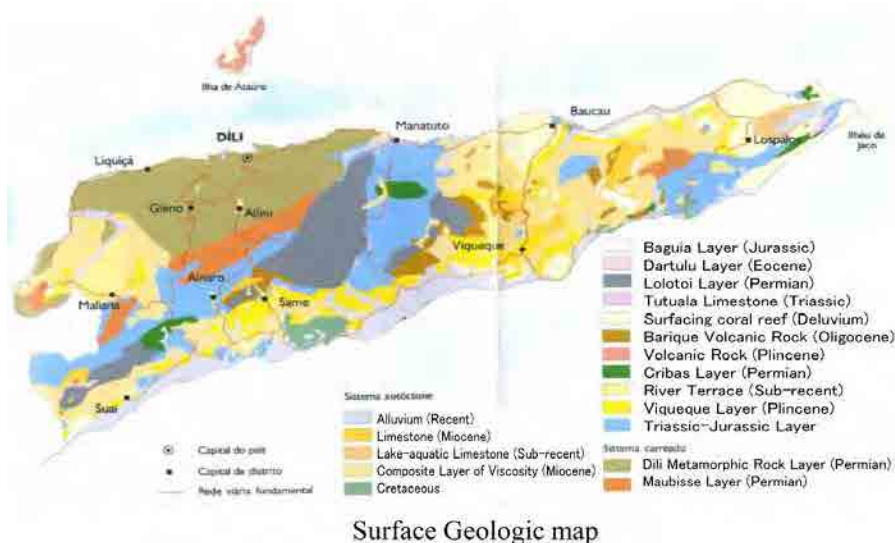 Ilha de Ataúro
DÍLI
Manatuto
Baucau
Lospalos
Ilhéu de Jaco
Liquiçá
Gleno
Aileu
Viqueque
Ainaro
Same
Maliana
Suai
Capital do país
Capital de distrito
Rede viária fundamental
Sistema autóctone
Alluvium (Recent)
Limestone (Miocene)
Lake-aquatic Limestone (Sub-recent)
Composite Layer of Viscosity (Miocene)
Cretaceous
Baguia Layer (Jurassic)
Dartulu Layer (Eocene)
Lolotoi Layer (Permian)
Tutuala Limestone (Triassic)
Surfacing coral reef (Deluvium)
Barique Volcanic Rock (Oligocene)
Volcanic Rock (Plincene)
Cribas Layer (Permian)
River Terrace (Sub-recent)
Viqueque Layer (Plincene)
Triassic-Jurassic Layer
Sistema carreado
Dili Metamorphic Rock Layer (Permian)
Maubisse Layer (Permian)
Surface Geologic map